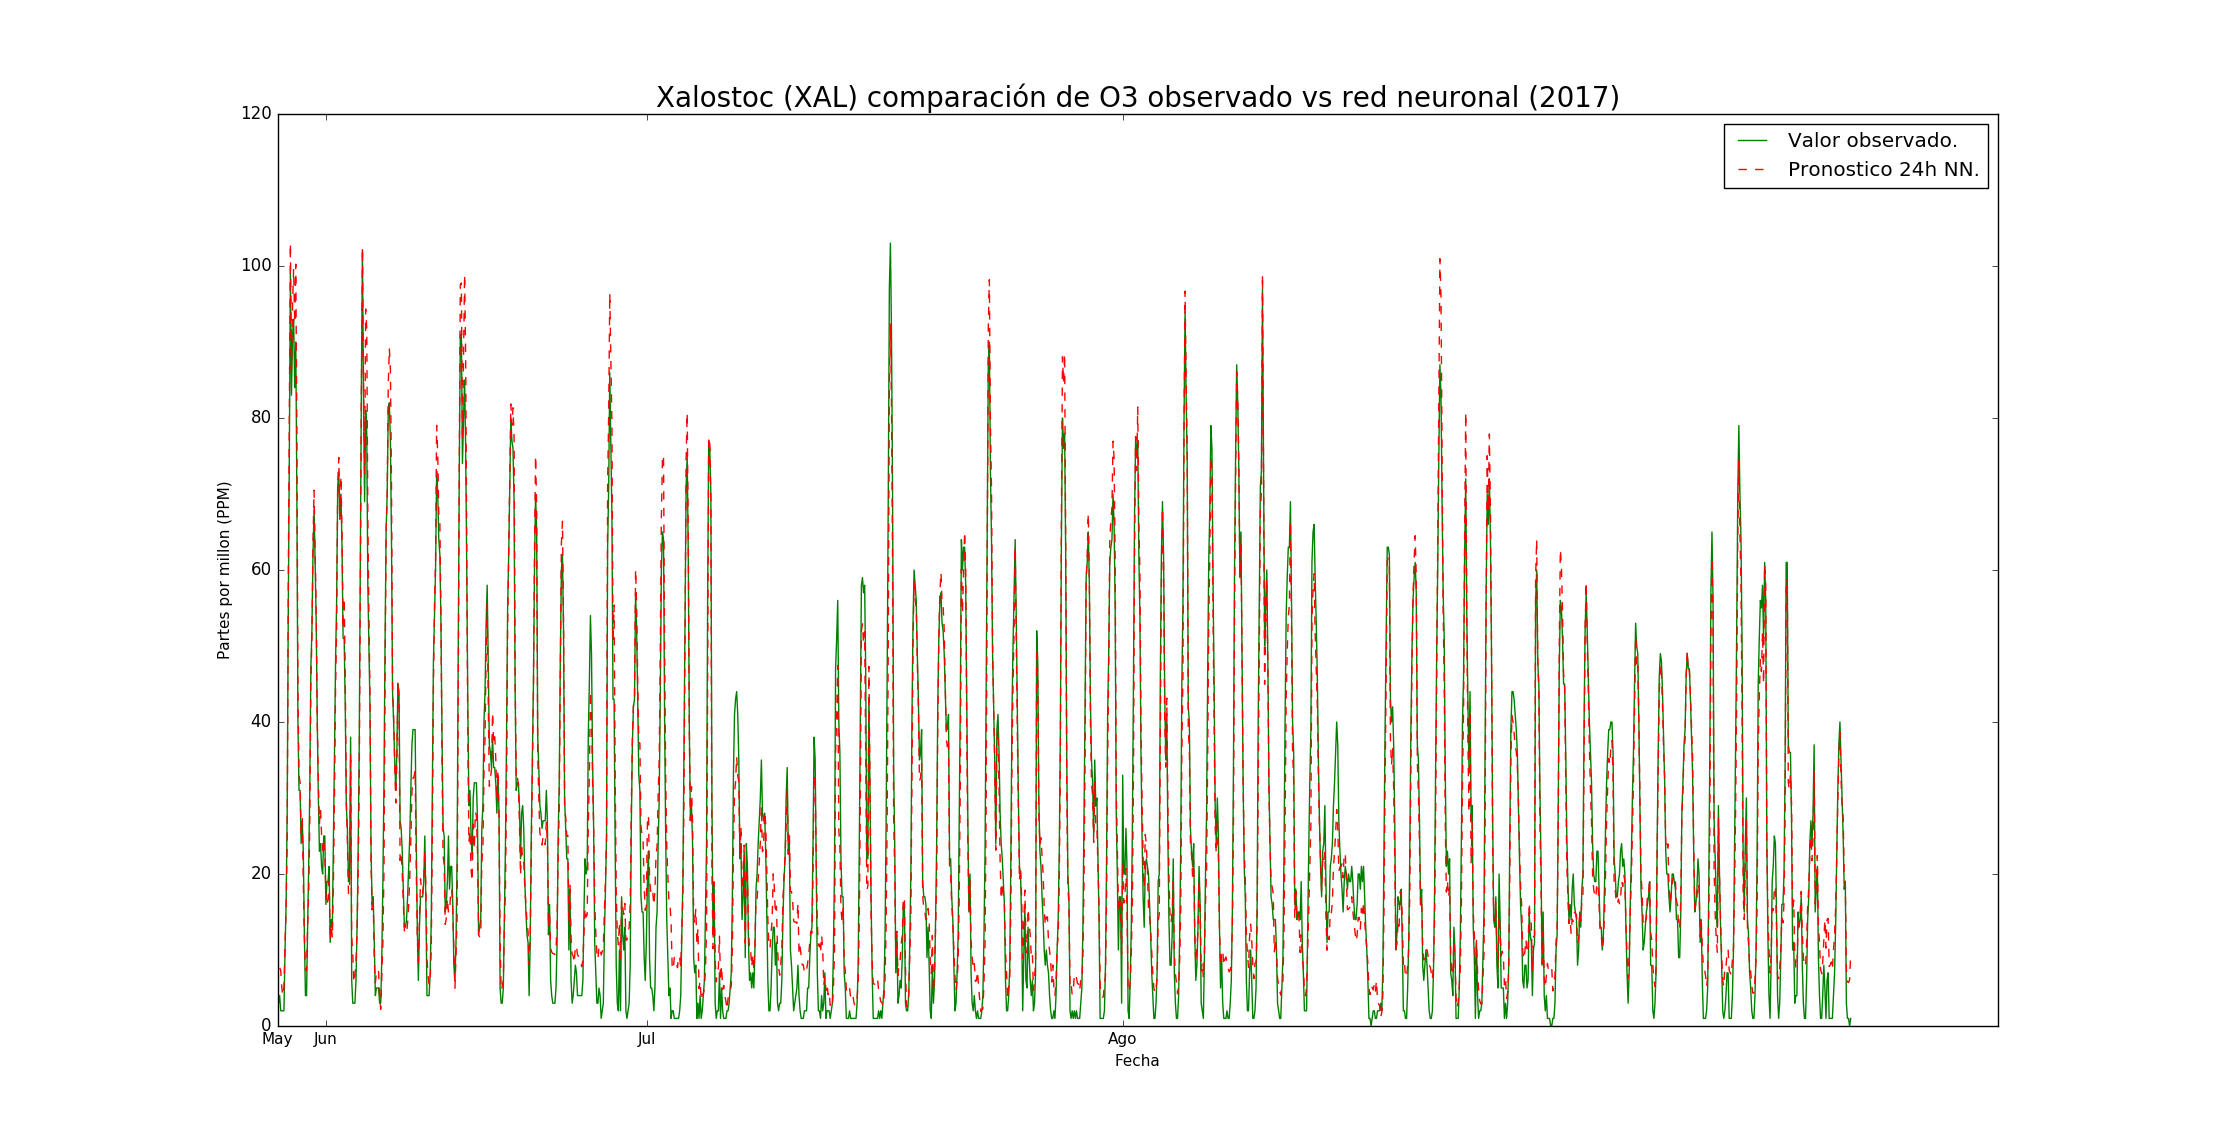 Xalostoc (XAL) comparación de O3 observado vs red neuronal (2017)
120
100
80
60
40
20
0
Partes por millon (PPM)
Valor observado.
Pronostico 24h NN.
May Jun Jul Ago
Fecha